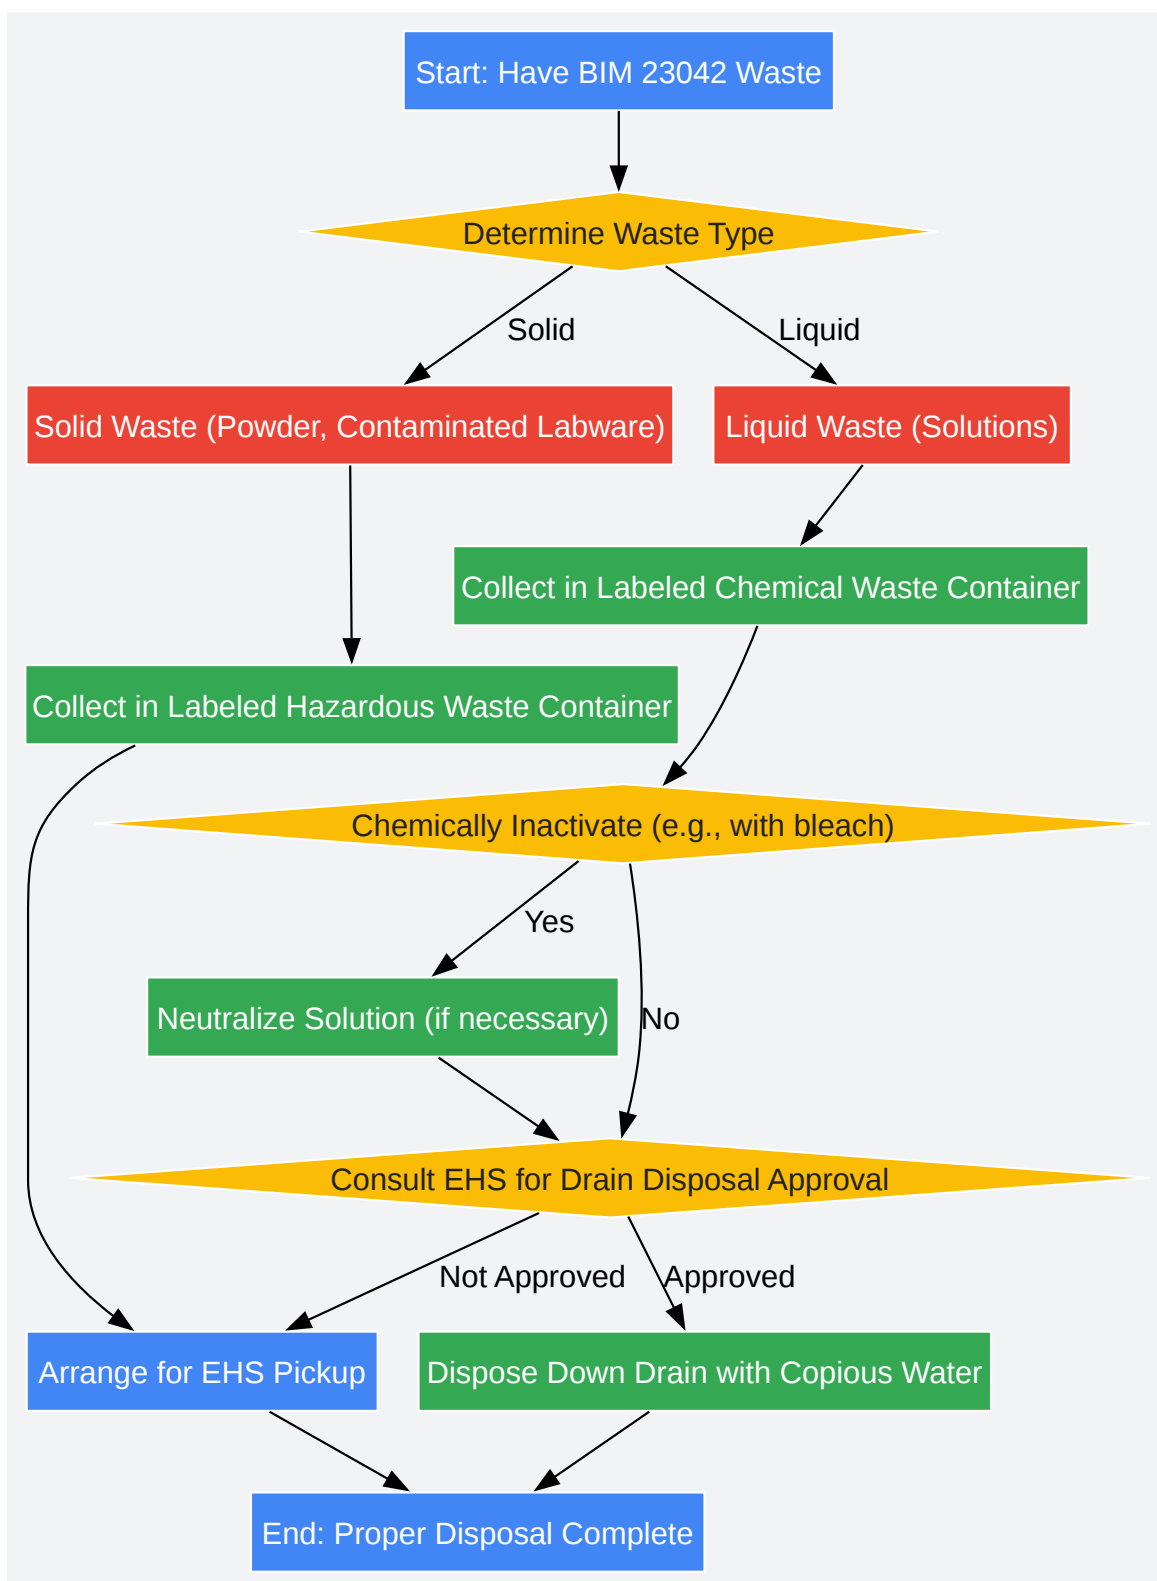 Start: Have BIM 23042 Waste
Determine Waste Type
Solid
Liquid
Solid Waste (Powder, Contaminated Labware)
Liquid Waste (Solutions)
Collect in Labeled Chemical Waste Container
Collect in Labeled Hazardous Waste Container
Chemically Inactivate (e.g., with bleach)
Yes
Neutralize Solution (if necessary)
No
Consult EHS for Drain Disposal Approval
Not Approved
Approved
Arrange for EHS Pickup
Dispose Down Drain with Copious Water
End: Proper Disposal Complete